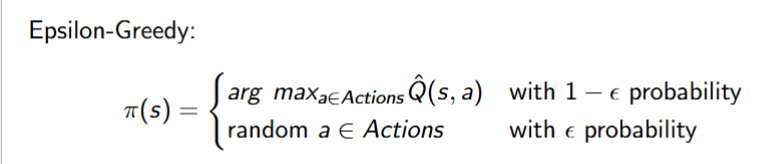 Epsilon-Greedy:
π(s) = { arg max_{a∈Actions} Q̂(s, a) with 1 − ϵ probability
random a ∈ Actions with ϵ probability